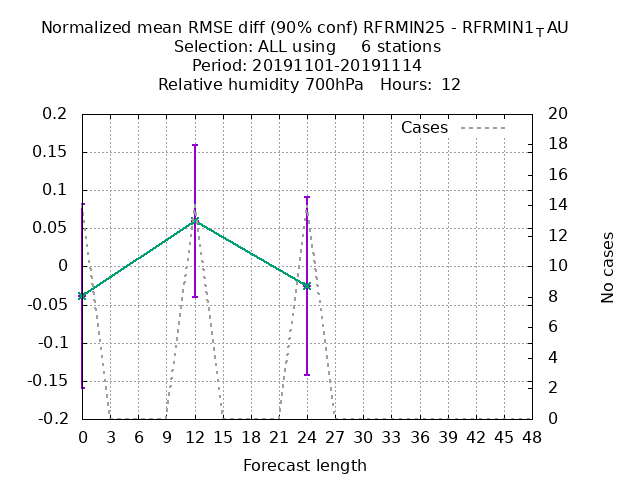 Normalized mean RMSE diff (90% conf) RFRMIN25 - RFRMIN1TAU
Selection: ALL using 6 stations
Period: 20191101-20191114
Relative humidity 700hPa Hours: 12
Cases
0.2
0.15
0.1
0.05
0
-0.05
-0.1
-0.15
-0.2
20
18
16
14
12
10
8
6
4
2
0
No cases
0 3 6 9 12 15 18 21 24 27 30 33 36 39 42 45 48
Forecast length